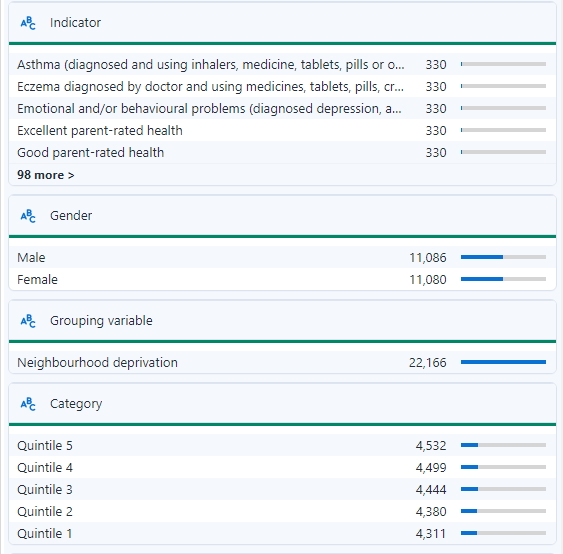 ABC Indicator
Asthma (diagnosed and using inhalers, medicine, tablets, pills or o... 330
Eczema diagnosed by doctor and using medicines, tablets, pills, cr... 330
Emotional and/or behavioural problems (diagnosed depression, a... 330
Excellent parent-rated health 330
Good parent-rated health 330
98 more >
ABC Gender
Male 11,086
Female 11,080
ABC Grouping variable
Neighbourhood deprivation 22,166
ABC Category
Quintile 5 4,532
Quintile 4 4,499
Quintile 3 4,444
Quintile 2 4,380
Quintile 1 4,311